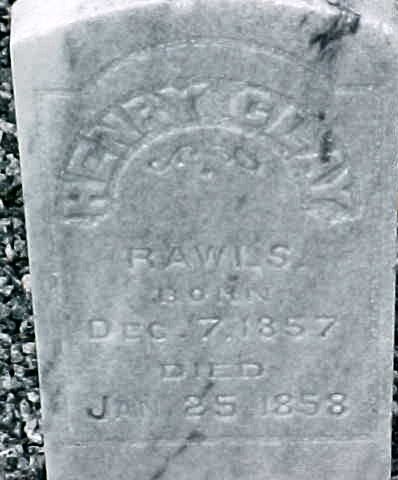 HENRY CLAY
RAWLS.
BORN
DEC. 7, 1857
DIED
JAN. 25 1858